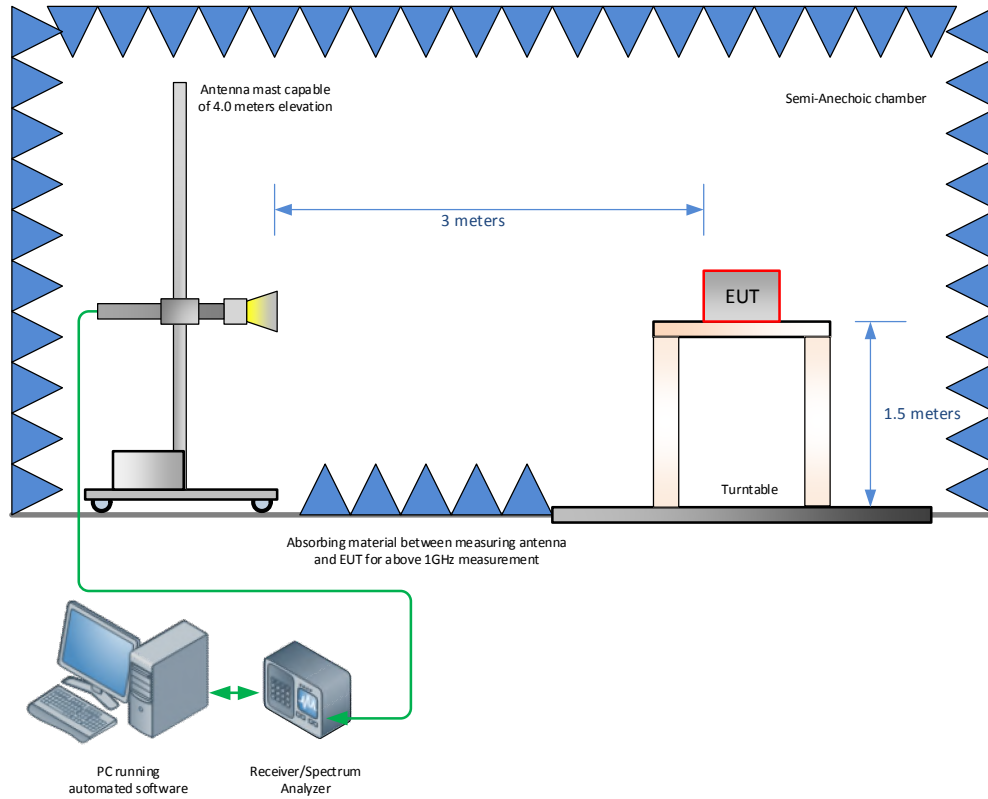 Antenna mast capable
of 4.0 meters elevation
Semi-Anechoic chamber
3 meters
EUT
1.5 meters
Turntable
Absorbing material between measuring antenna
and EUT for above 1GHz measurement
PC running
automated software
Receiver/Spectrum
Analyzer